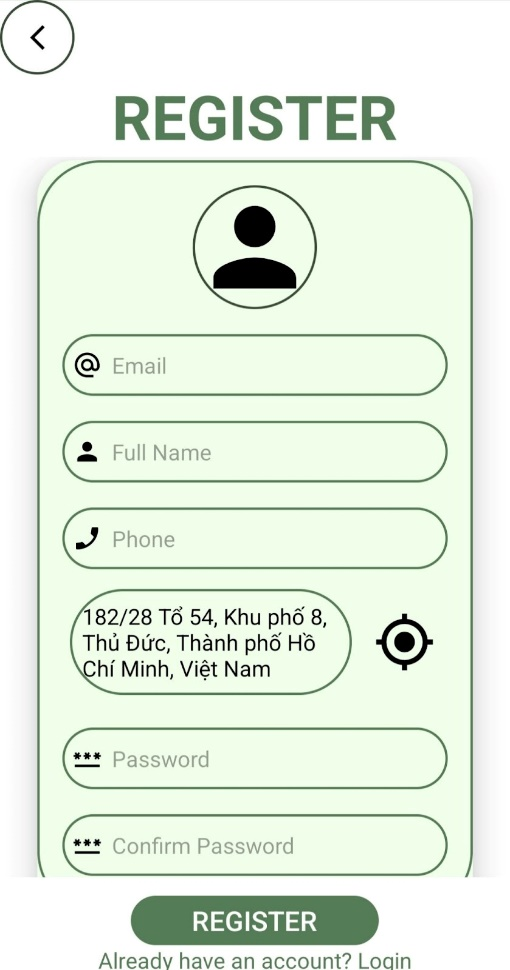 REGISTER
Email
Full Name
Phone
182/28 Tổ 54, Khu phố 8,
Thủ Đức, Thành phố Hồ
Chí Minh, Việt Nam
Password
Confirm Password
REGISTER
Already have an account? Login